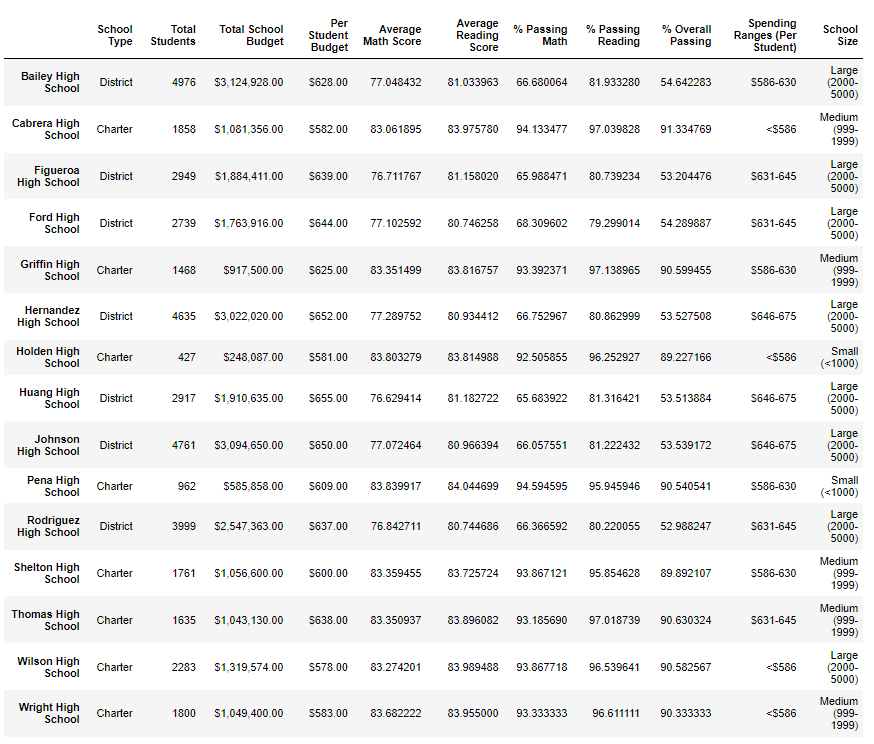 School Type Total Students Total School Budget Per Student Budget Average Math Score Average Reading Score % Passing Math % Passing Reading % Overall Passing Spending Ranges (Per Student) School Size
Bailey High School District 4976 $3,124,928.00 $628.00 77.048432 81.033963 66.680064 81.933280 54.642283 $586-630 Large (2000-5000)
Cabrera High School Charter 1858 $1,081,356.00 $582.00 83.061895 83.975780 94.133477 97.039828 91.334769 <$586 Medium (999-1999)
Figueroa High School District 2949 $1,884,411.00 $639.00 76.711767 81.158020 65.988471 80.739234 53.204476 $631-645 Large (2000-5000)
Ford High School District 2739 $1,763,916.00 $644.00 77.102592 80.746258 68.309602 79.299014 54.289887 $631-645 Large (2000-5000)
Griffin High School Charter 1468 $917,500.00 $625.00 83.351499 83.816757 93.392371 97.138965 90.599455 $586-630 Medium (999-1999)
Hernandez High School District 4635 $3,022,020.00 $652.00 77.289752 80.934412 66.752967 80.862999 53.527508 $646-675 Large (2000-5000)
Holden High School Charter 427 $248,087.00 $581.00 83.803279 83.814988 92.505855 96.252927 89.227166 <$586 Small (<1000)
Huang High School District 2917 $1,910,635.00 $655.00 76.629414 81.182722 65.683922 81.316421 53.513884 $646-675 Large (2000-5000)
Johnson High School District 4761 $3,094,650.00 $650.00 77.072464 80.966394 66.057551 81.222432 53.539172 $646-675 Large (2000-5000)
Pena High School Charter 962 $585,858.00 $609.00 83.839917 84.044699 94.594595 95.945946 90.540541 $586-630 Small (<1000)
Rodriguez High School District 3999 $2,547,363.00 $637.00 76.842711 80.744686 66.366592 80.220055 52.988247 $631-645 Large (2000-5000)
Shelton High School Charter 1761 $1,056,600.00 $600.00 83.359455 83.725724 93.867121 95.854628 89.892107 $586-630 Medium (999-1999)
Thomas High School Charter 1635 $1,043,130.00 $638.00 83.350937 83.896082 93.185690 97.018739 90.630324 $631-645 Medium (999-1999)
Wilson High School Charter 2283 $1,319,574.00 $578.00 83.274201 83.989488 93.867718 96.539641 90.582567 <$586 Large (2000-5000)
Wright High School Charter 1800 $1,049,400.00 $583.00 83.682222 83.955000 93.333333 96.611111 90.333333 <$586 Medium (999-1999)